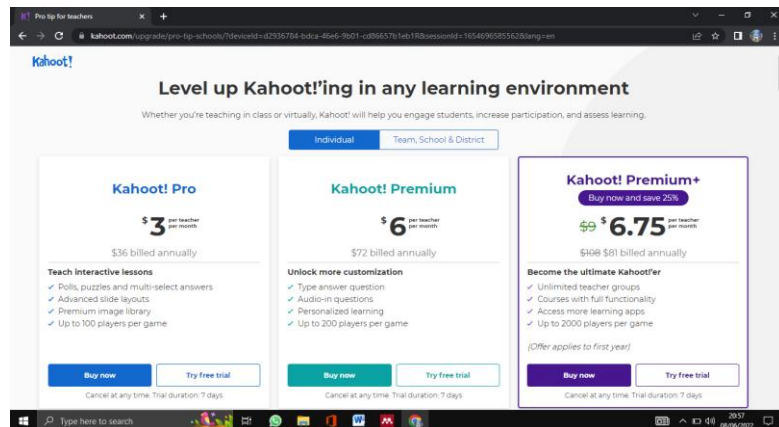 Pro tip for teachers
kahoot.com/upgrade/pro-tip-schools/?deviceId=d2936784-bdca-46e6-9b01-cd86657b1eb1R&sessionId=1654696585562&lang=en
Kahoot!
Level up Kahoot!'ing in any learning environment
Whether you're teaching in class or virtually, Kahoot! will help you engage students, increase participation, and assess learning.
Individual
Team, School & District
Kahoot! Pro
$3 per teacher per month
$36 billed annually
Teach interactive lessons
Polls, puzzles and multi-select answers
Advanced slide layouts
Premium image library
Up to 100 players per game
Buy now
Try free trial
Cancel at any time. Trial duration: 7 days
Kahoot! Premium
$6 per teacher per month
$72 billed annually
Unlock more customization
Type answer question
Audio-in questions
Personalized learning
Up to 200 players per game
Buy now
Try free trial
Cancel at any time. Trial duration: 7 days
Kahoot! Premium+
Buy now and save 25%
$9 $6.75 per teacher per month
$108 $81 billed annually
Become the ultimate Kahoot!'er
Unlimited teacher groups
Courses with full functionality
Access more learning apps
Up to 2000 players per game
(Offer applies to first year)
Buy now
Try free trial
Cancel at any time. Trial duration: 7 days
Type here to search
20:57
08/06/2022